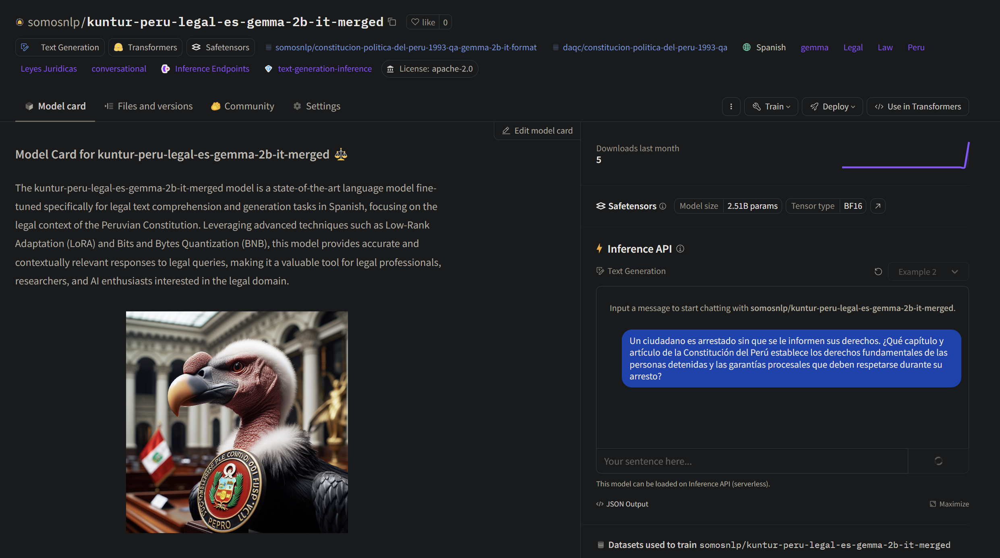 somosnlp/kuntur-peru-legal-es-gemma-2b-it-merged
like 0
Text Generation
Transformers
Safetensors
somosnlp/constitucion-politica-del-peru-1993-qa-gemma-2b-it-format
daqc/constitucion-politica-del-peru-1993-qa
Spanish
gemma
Legal
Law
Peru
Leyes Juridicas
conversational
Inference Endpoints
text-generation-inference
License: apache-2.0
Model card
Files and versions
Community
Settings
Train
Deploy
Use in Transformers
Edit model card
Model Card for kuntur-peru-legal-es-gemma-2b-it-merged
The kuntur-peru-legal-es-gemma-2b-it-merged model is a state-of-the-art language model fine-
tuned specifically for legal text comprehension and generation tasks in Spanish, focusing on the
legal context of the Peruvian Constitution. Leveraging advanced techniques such as Low-Rank
Adaptation (LoRA) and Bits and Bytes Quantization (BNB), this model provides accurate and
contextually relevant responses to legal queries, making it a valuable tool for legal professionals,
researchers, and AI enthusiasts interested in the legal domain.
PEPRO
Downloads last month
5
Safetensors
Model size 2.51B params
Tensor type BF16
Inference API
Text Generation
Example 2
Input a message to start chatting with somosnlp/kuntur-peru-legal-es-gemma-2b-it-merged.
Un ciudadano es arrestado sin que se le informen sus derechos. ¿Qué capítulo y
artículo de la Constitución del Perú establece los derechos fundamentales de las
personas detenidas y las garantías procesales que deben respetarse durante su
arresto?
Your sentence here...
This model can be loaded on Inference API (serverless).
JSON Output
Maximize
Datasets used to train somosnlp/kuntur-peru-legal-es-gemma-2b-it-merged